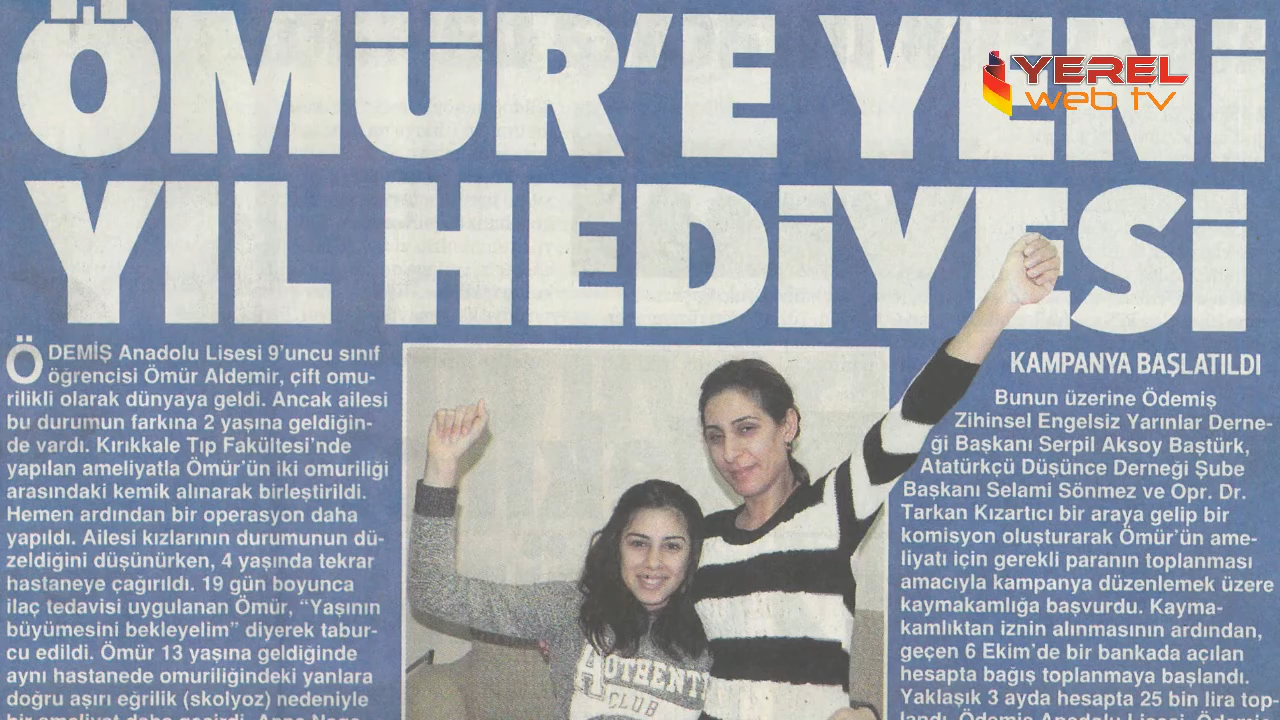 ÖMÜR'E YENİ
YIL HEDİYESİ
YEREL
web tv
ÖDEMİŞ Anadolu Lisesi 9'uncu sınıf
öğrencisi Ömür Aldemir, çift omu-
rilikli olarak dünyaya geldi. Ancak ailesi
bu durumun farkına 2 yaşına geldiğin-
de vardı. Kırıkkale Tıp Fakültesi'nde
yapılan ameliyatla Ömür'ün iki omuriliği
arasındaki kemik alınarak birleştirildi.
Hemen ardından bir operasyon daha
yapıldı. Ailesi kızlarının durumunun dü-
zeldiğini düşünürken, 4 yaşında tekrar
hastaneye çağırıldı. 19 gün boyunca
ilaç tedavisi uygulanan Ömür, “Yaşının
büyümesini bekleyelim” diyerek tabur-
cu edildi. Ömür 13 yaşına geldiğinde
aynı hastanede omuriliğindeki yanlara
doğru aşırı eğrilik (skolyoz) nedeniyle
AUTHENTI
CLUB
KAMPANYA BAŞLATILDI
Bunun üzerine Ödemiş
Zihinsel Engelsiz Yarınlar Derne-
ği Başkanı Serpil Aksoy Baştürk,
Atatürkçü Düşünce Derneği Şube
Başkanı Selami Sönmez ve Opr. Dr.
Tarkan Kızartıcı bir araya gelip bir
komisyon oluşturarak Ömür'ün ame-
liyatı için gerekli paranın toplanması
amacıyla kampanya düzenlemek üzere
kaymakamlığa başvurdu. Kayma-
kamlıktan iznin alınmasının ardından,
geçen 6 Ekim'de bir bankada açılan
hesapta bağış toplanmaya başlandı.
Yaklaşık 3 ayda hesapta 25 bin lira top-